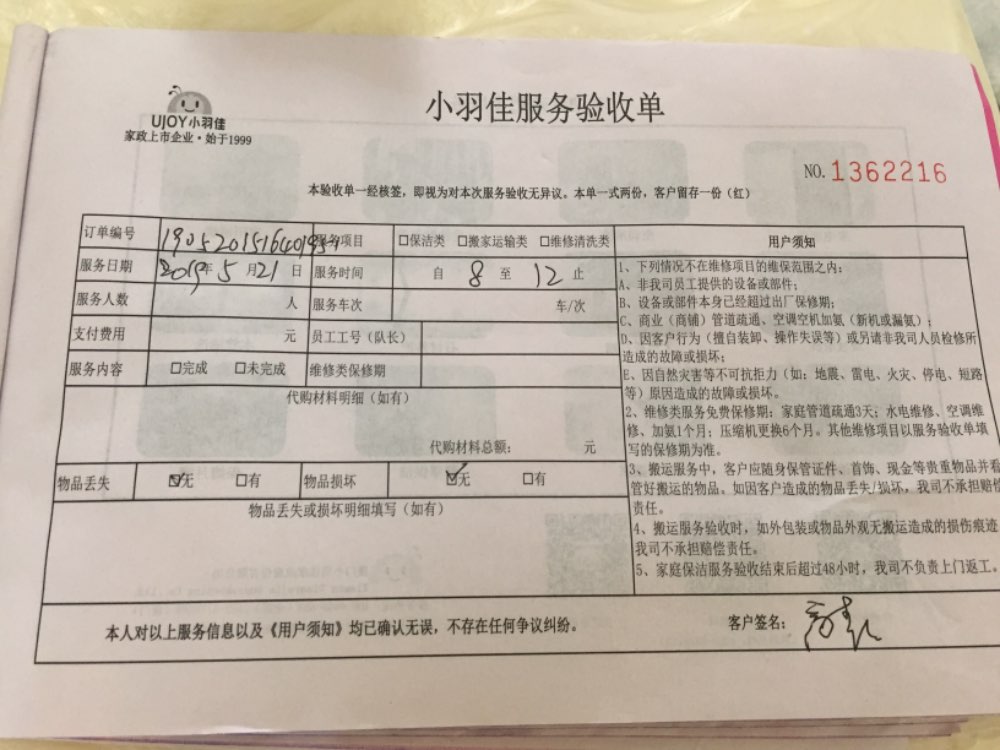 UJOY小羽佳
家政上市企业·始于1999
小羽佳服务验收单
NO.1362216
本验收单一经核签，即视为对本次服务验收无异议。本单一式两份，客户留存一份（红）
订单编号 服务项目 □保洁类 □搬家运输类 □维修清洗类
服务日期 2019年5月21日 服务时间 自 8 至 12 止
服务人数 人 服务车次 车/次
支付费用 元 员工工号（队长）
服务内容 □完成 □未完成 维修类保修期
代购材料明细（如有）
代购材料总额： 元
物品丢失 ☑无 □有 物品损坏 ☑无 □有
物品丢失或损坏明细填写（如有）
用户须知
1、下列情况不在维修项目的维保范围之内：
A、非我司员工提供的设备或部件；
B、设备或部件本身已经超过出厂保修期；
C、商业（商铺）管道疏通、空调空机加氨（新机或漏氨）；
D、因客户行为（擅自装卸、操作失误等）或另请非我司人员检修所
造成的故障或损坏；
E、因自然灾害等不可抗拒力（如：地震、雷电、火灾、停电、短路
等）原因造成的故障或损坏。
2、维修类服务免费保修期：家庭管道疏通3天；水电维修、空调维
修、加氨1个月；压缩机更换6个月。其他维修项目以服务验收单填
写的保修期为准。
3、搬运服务中，客户应随身保管证件、首饰、现金等贵重物品并看
管好搬运的物品。如因客户造成的物品丢失/损坏，我司不承担赔偿
责任。
4、搬运服务验收时，如外包装或物品外观无搬运造成的损伤痕迹
我司不承担赔偿责任。
5、家庭保洁服务验收结束后超过48小时，我司不负责上门返工。
本人对以上服务信息以及《用户须知》均已确认无误，不存在任何争议纠纷。
客户签名：